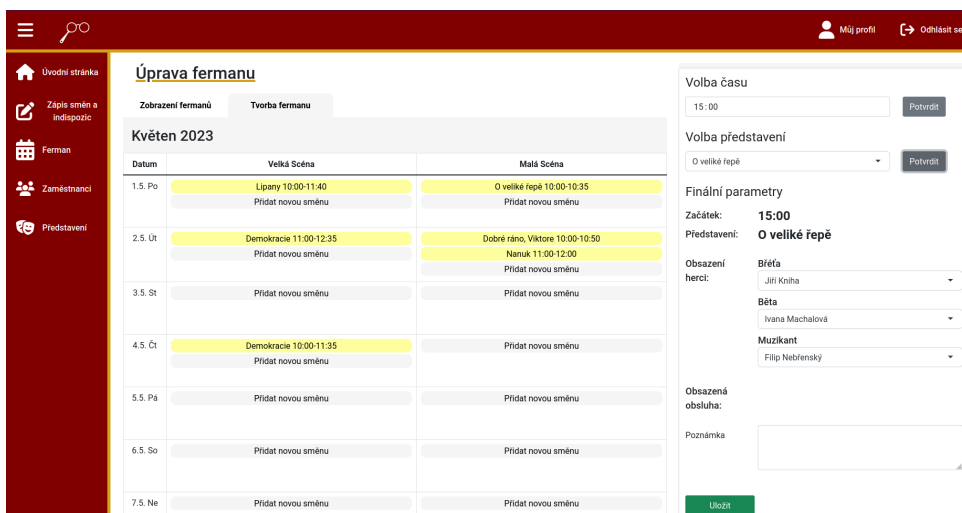 Můj profil
Odhlásit se
Úvodní stránka
Zápis směn a
indispozic
Ferman
Zaměstnanci
Představení
Úprava fermanu
Zobrazení fermanů
Tvorba fermanu
Květen 2023
Datum Velká Scéna Malá Scéna
1.5. Po Lipany 10:00-11:40 O veliké řepě 10:00-10:35
Přidat novou směnu Přidat novou směnu
2.5. Út Demokracie 11:00-12:35 Dobré ráno, Viktore 10:00-10:50
Přidat novou směnu Nanuk 11:00-12:00
Přidat novou směnu
3.5. St Přidat novou směnu Přidat novou směnu
4.5. Čt Demokracie 10:00-11:35 Přidat novou směnu
Přidat novou směnu
5.5. Pá Přidat novou směnu Přidat novou směnu
6.5. So Přidat novou směnu Přidat novou směnu
7.5. Ne Přidat novou směnu Přidat novou směnu
Volba času
15:00 Potvrdit
Volba představení
O veliké řepě Potvrdit
Finální parametry
Začátek: 15:00
Představení: O veliké řepě
Obsazení
herci:
Břéťa
Jiří Kniha
Běta
Ivana Machalová
Muzikant
Filip Nebřenský
Obsazená
obsluha:
Poznámka
Uložit